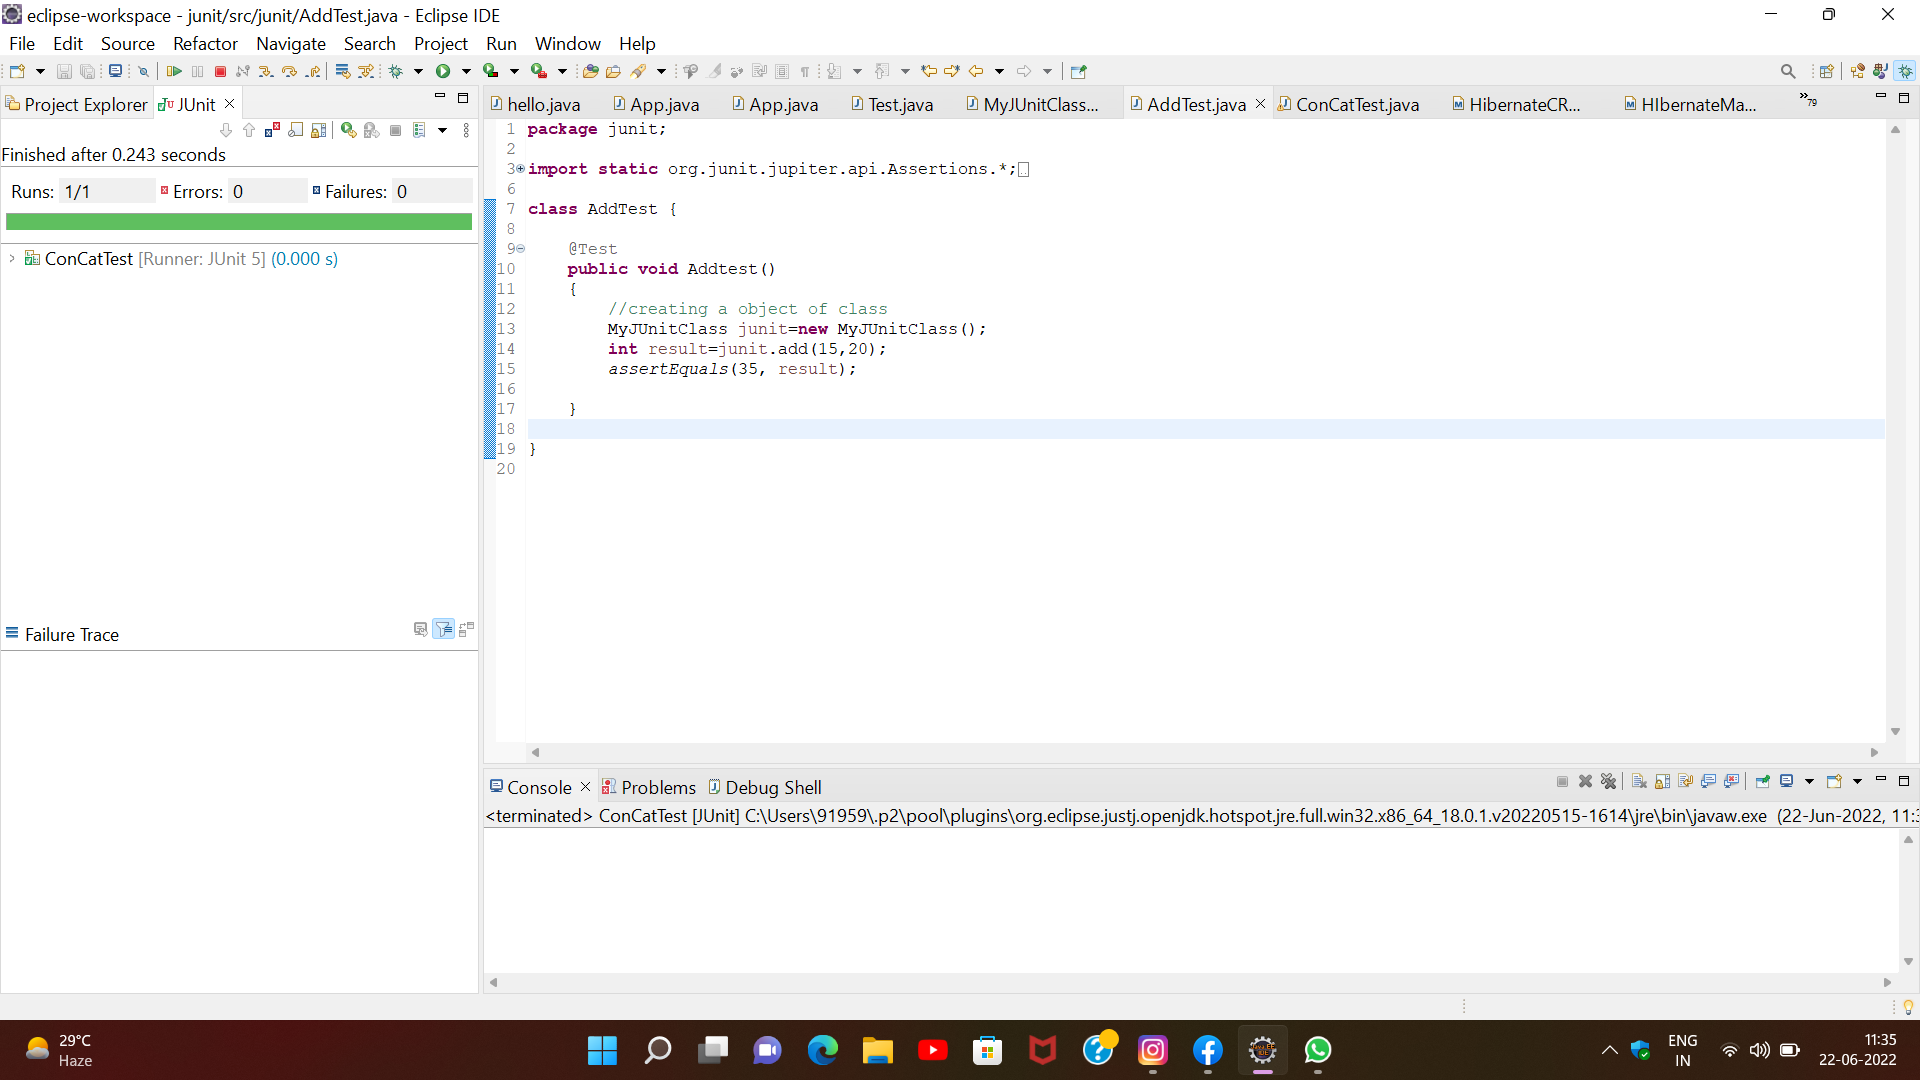 eclipse-workspace - junit/src/junit/AddTest.java - Eclipse IDE
File Edit Source Refactor Navigate Search Project Run Window Help
Project Explorer JUnit
Finished after 0.243 seconds
Runs: 1/1 Errors: 0 Failures: 0
ConCatTest [Runner: JUnit 5] (0.000 s)
Failure Trace
hello.java App.java App.java Test.java MyJUnitClass... AddTest.java ConCatTest.java HibernateCR... HIbernateMa... »79
1 package junit;
2
3 import static org.junit.jupiter.api.Assertions.*;
6
7 class AddTest {
8
9 @Test
10 public void Addtest()
11 {
12 //creating a object of class
13 MyJUnitClass junit=new MyJUnitClass();
14 int result=junit.add(15,20);
15 assertEquals(35, result);
16
17 }
18
19 }
20
Console Problems Debug Shell
<terminated> ConCatTest [JUnit] C:\Users\91959\.p2\pool\plugins\org.eclipse.justj.openjdk.hotspot.jre.full.win32.x86_64_18.0.1.v20220515-1614\jre\bin\javaw.exe (22-Jun-2022, 11:3
29°C
Haze
ENG
IN
11:35
22-06-2022